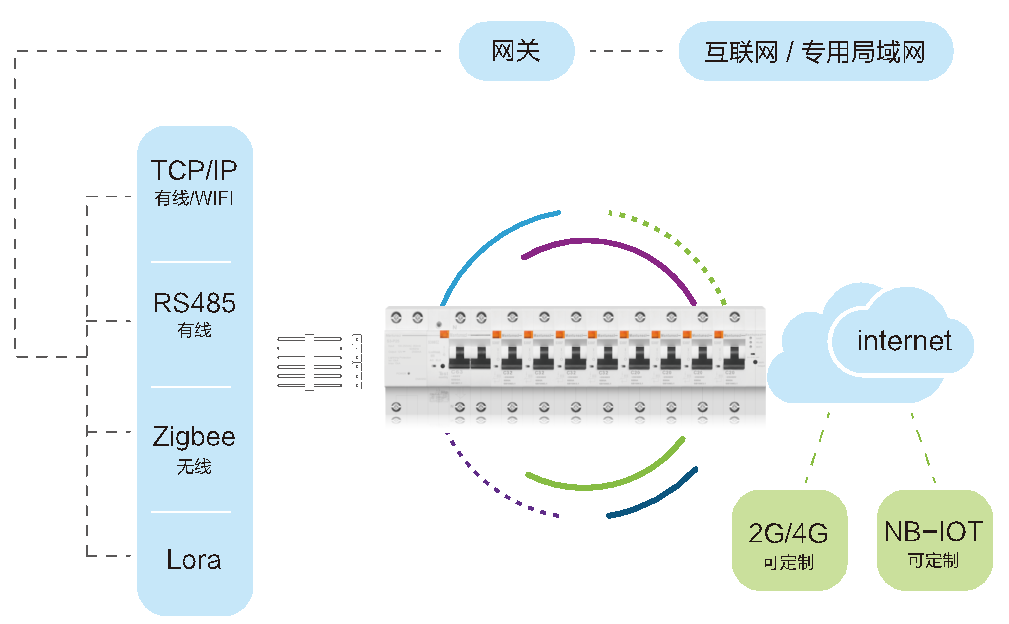 网关
互联网 / 专用局域网
TCP/IP
有线/WIFI
RS485
有线
Zigbee
无线
Lora
internet
2G/4G
可定制
NB-IOT
可定制